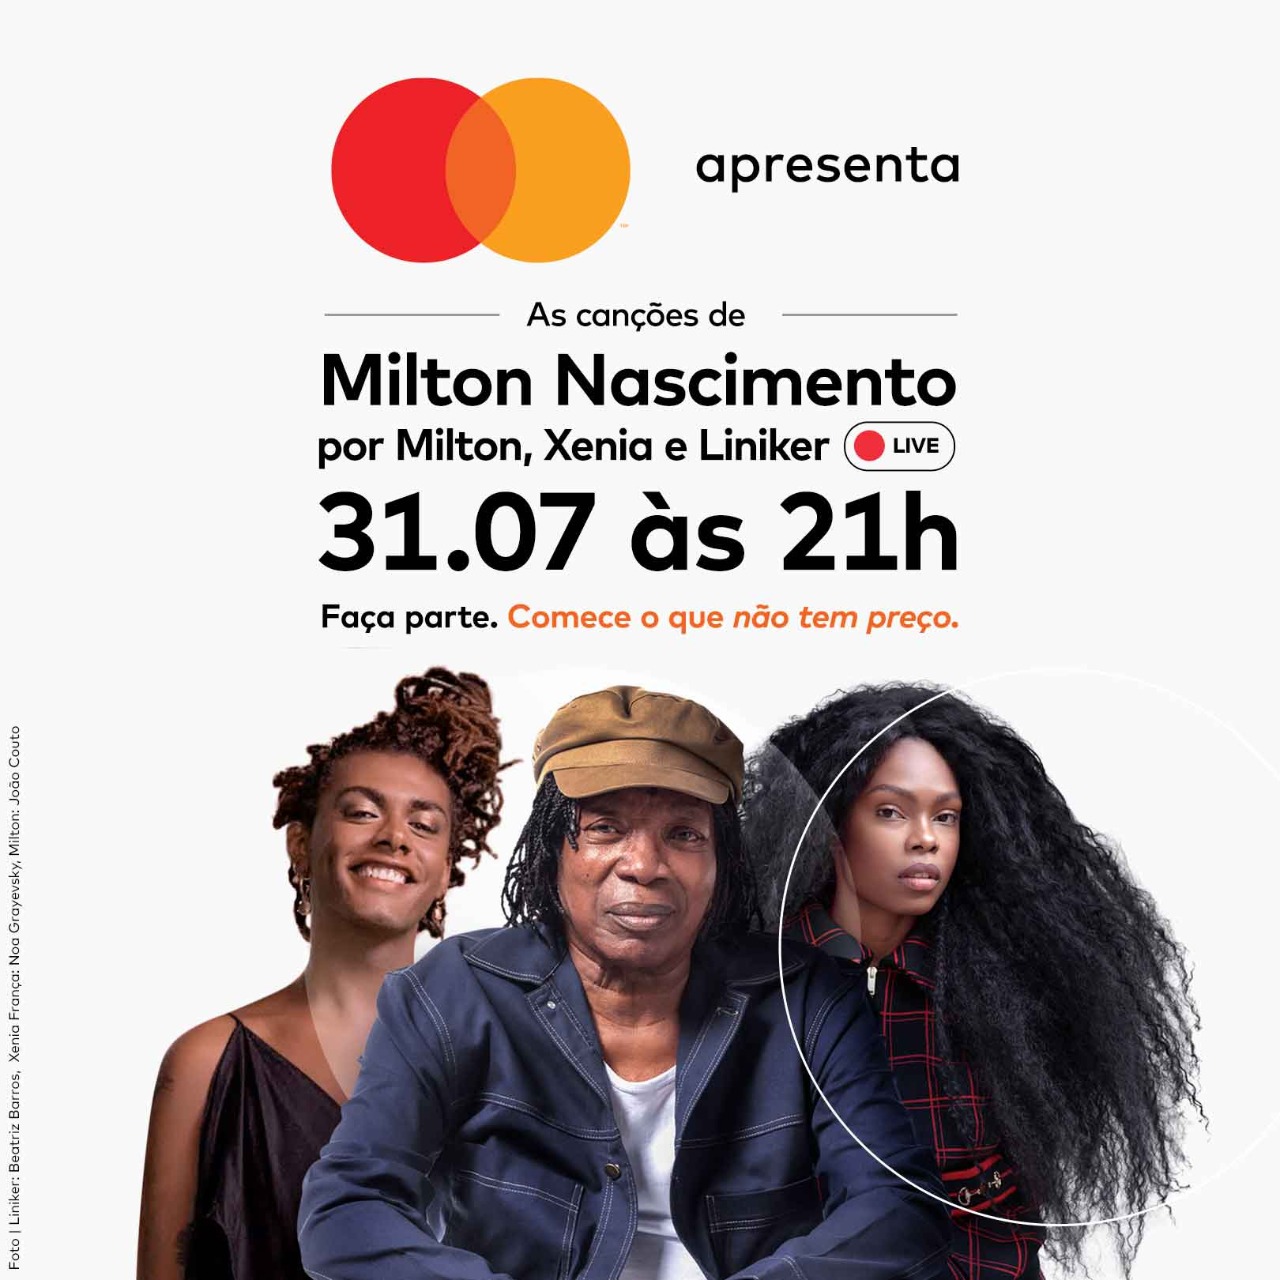 apresenta
As canções de
Milton Nascimento
por Milton, Xenia e Liniker LIVE
31.07 às 21h
Faça parte. Comece o que não tem preço.
Foto | Liniker: Beatriz Barros, Xenia França: Noa Grayevsky, Milton: João Couto